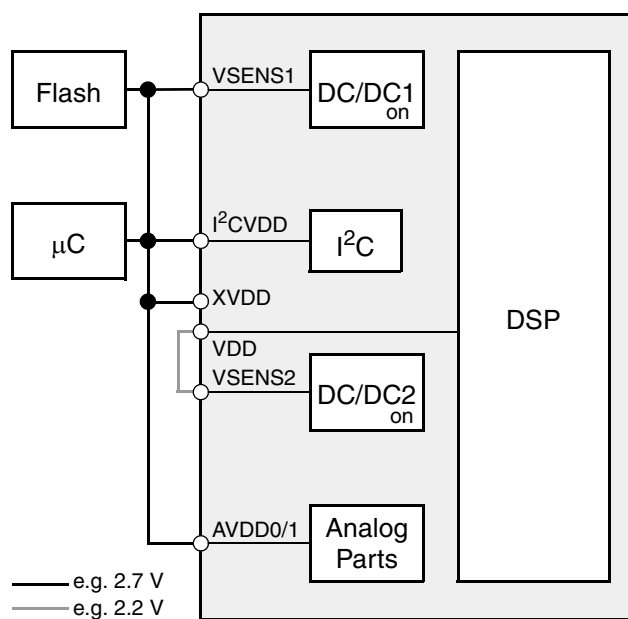 Flash
VSENS1
DC/DC1
on
μC
I²CVDD
I²C
XVDD
VDD
DSP
VSENS2
DC/DC2
on
AVDD0/1
Analog
Parts
e.g. 2.7 V
e.g. 2.2 V